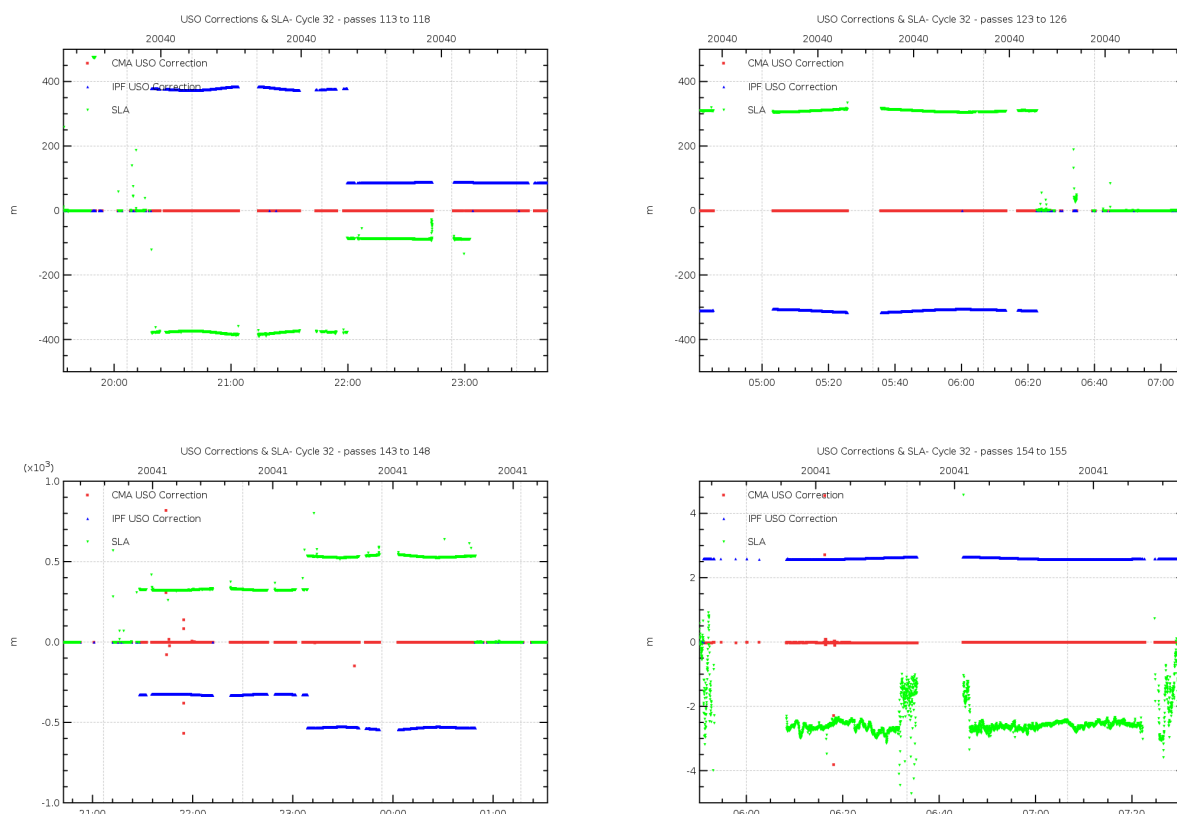 USO Corrections & SLA- Cycle 32 - passes 113 to 118
20040 20040 20040
CMA USO Correction
400
IPF USO Correction
SLA
200
m
0
-200
-400
20:00 21:00 22:00 23:00
USO Corrections & SLA- Cycle 32 - passes 123 to 126
20040 20040 20040 20040 20040 20040 20040
CMA USO Correction
400
IPF USO Correction
SLA
200
m
0
-200
-400
05:00 05:20 05:40 06:00 06:20 06:40 07:00
USO Corrections & SLA- Cycle 32 - passes 143 to 148
(x10³)
20041 20041 20041 20041
1.0
CMA USO Correction
IPF USO Correction
SLA
0.5
m
0.0
-0.5
-1.0
21:00 22:00 23:00 00:00 01:00
USO Corrections & SLA- Cycle 32 - passes 154 to 155
20041 20041 20041
CMA USO Correction
4
IPF USO Correction
SLA
2
m
0
-2
-4
06:00 06:20 06:40 07:00 07:20